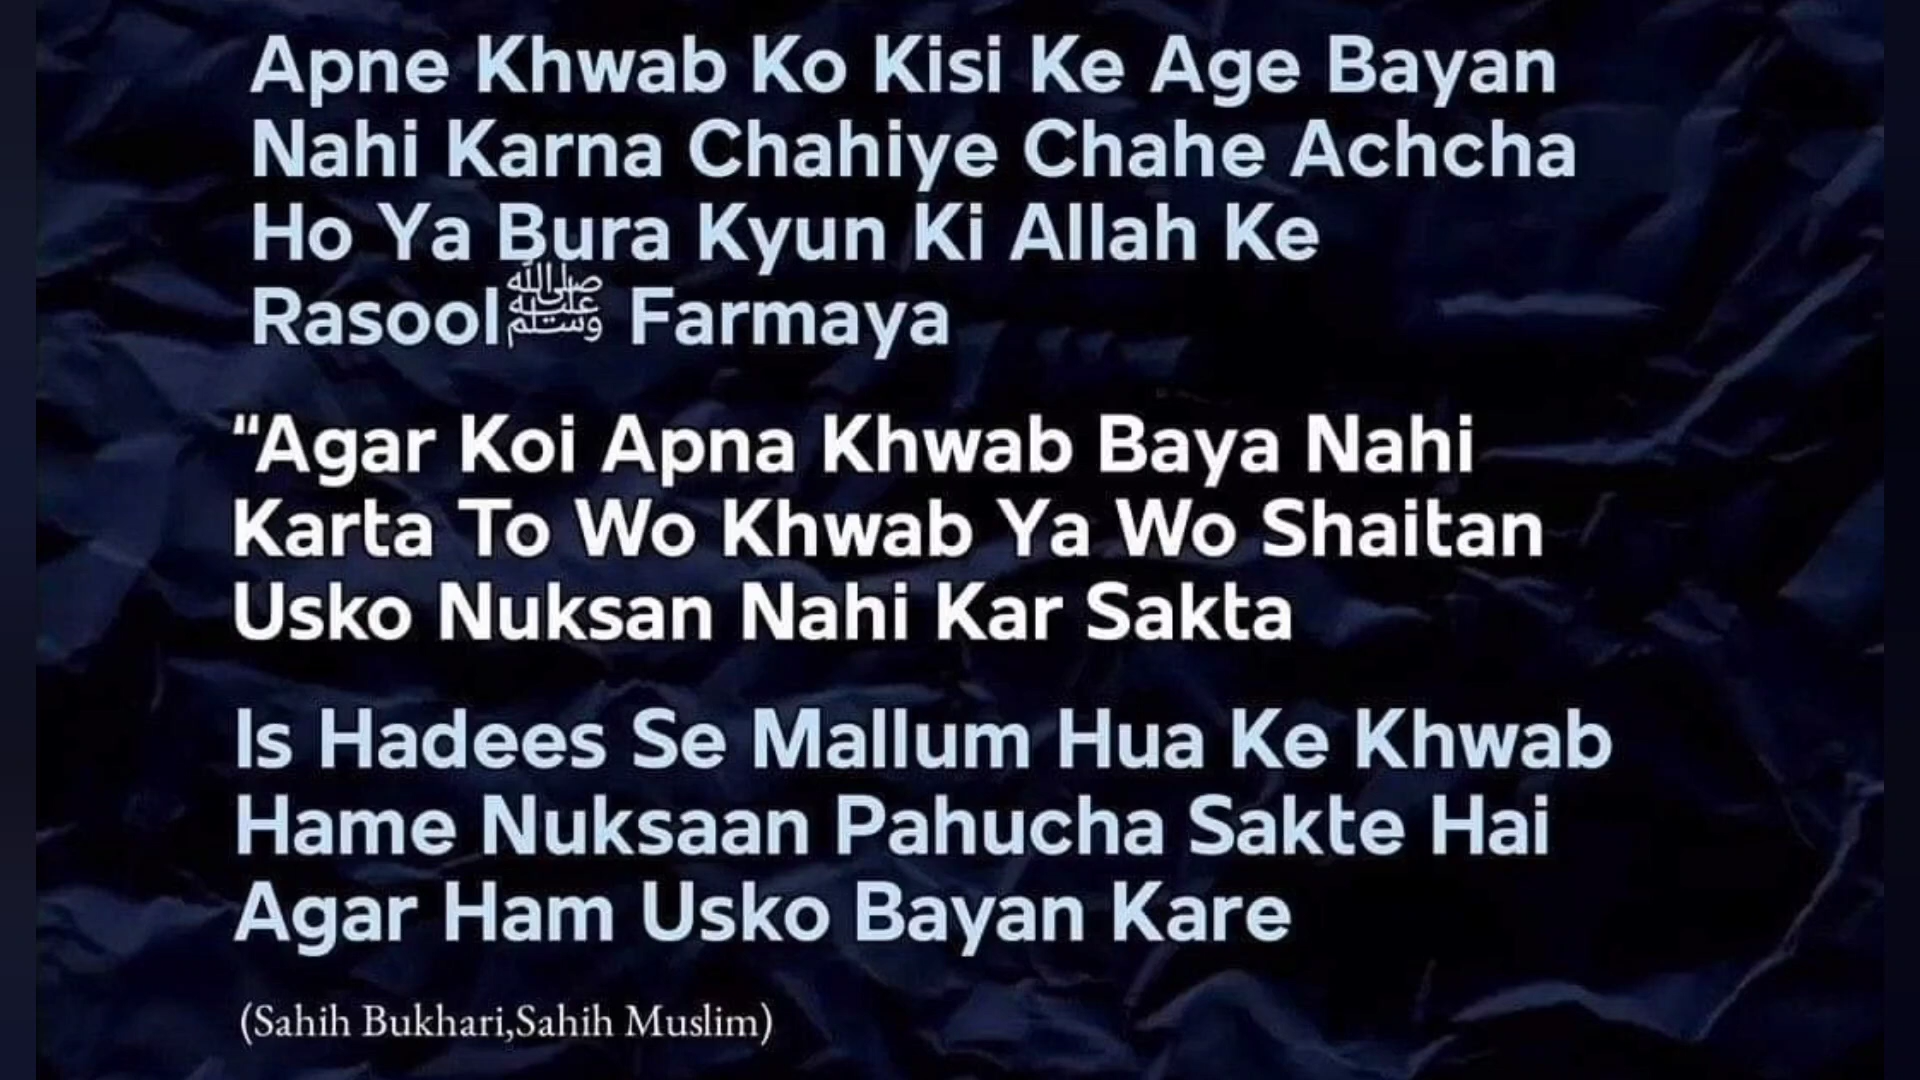 Apne Khwab Ko Kisi Ke Age Bayan
Nahi Karna Chahiye Chahe Achcha
Ho Ya Bura Kyun Ki Allah Ke
Rasoolﷺ Farmaya
“Agar Koi Apna Khwab Baya Nahi
Karta To Wo Khwab Ya Wo Shaitan
Usko Nuksan Nahi Kar Sakta
Is Hadees Se Mallum Hua Ke Khwab
Hame Nuksaan Pahucha Sakte Hai
Agar Ham Usko Bayan Kare
(Sahih Bukhari,Sahih Muslim)